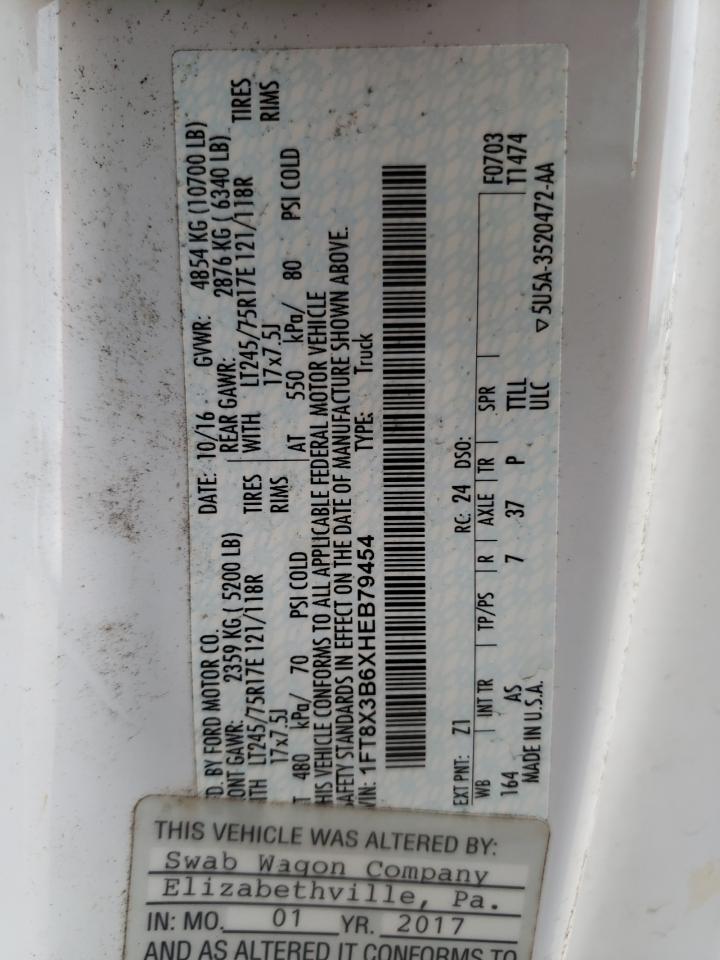 D. BY FORD MOTOR CO. DATE: 10/16 GVWR: 4854 KG (10700 LB)
ONT GAWR: 2359 KG ( 5200 LB) REAR GAWR: 2876 KG ( 6340 LB)
ITH LT245/75R17E 121/118R TIRES WITH LT245/75R17E 121/118R TIRES
17x7.5J RIMS 17x7.5J RIMS
T 480 kPa/ 70 PSI COLD AT 550 kPa/ 80 PSI COLD
HIS VEHICLE CONFORMS TO ALL APPLICABLE FEDERAL MOTOR VEHICLE
AFETY STANDARDS IN EFFECT ON THE DATE OF MANUFACTURE SHOWN ABOVE.
VIN: 1FT8X3B6XHEB79454 TYPE: Truck
EXT PNT: Z1 RC: 24 DSO:
WB INT TR TP/PS R AXLE TR SPR F0703
164 AS 7 37 P TTLL T1474
MADE IN U.S.A. ULC ▽5U5A-3520472-AA
THIS VEHICLE WAS ALTERED BY:
Swab Wagon Company
Elizabethville, Pa.
IN: MO. 01 YR. 2017
AND AS ALTERED IT CONFORMS TO